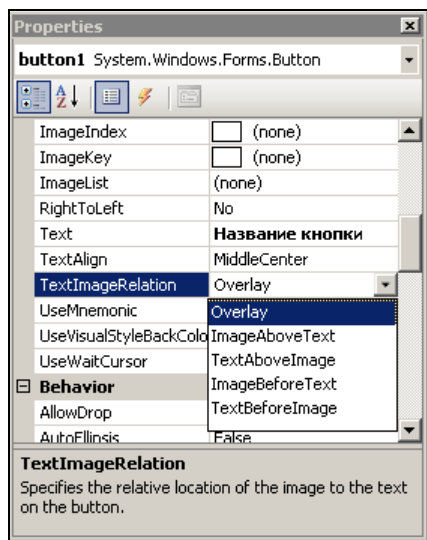 Properties
button1 System.Windows.Forms.Button
ImageIndex (none)
ImageKey (none)
ImageList (none)
RightToLeft No
Text Название кнопки
TextAlign MiddleCenter
TextImageRelation Overlay
UseMnemonic Overlay
UseVisualStyleBackColo ImageAboveText
UseWaitCursor TextAboveImage
Behavior ImageBeforeText
AllowDrop TextBeforeImage
AutoEllipsis False
TextImageRelation
Specifies the relative location of the image to the text
on the button.